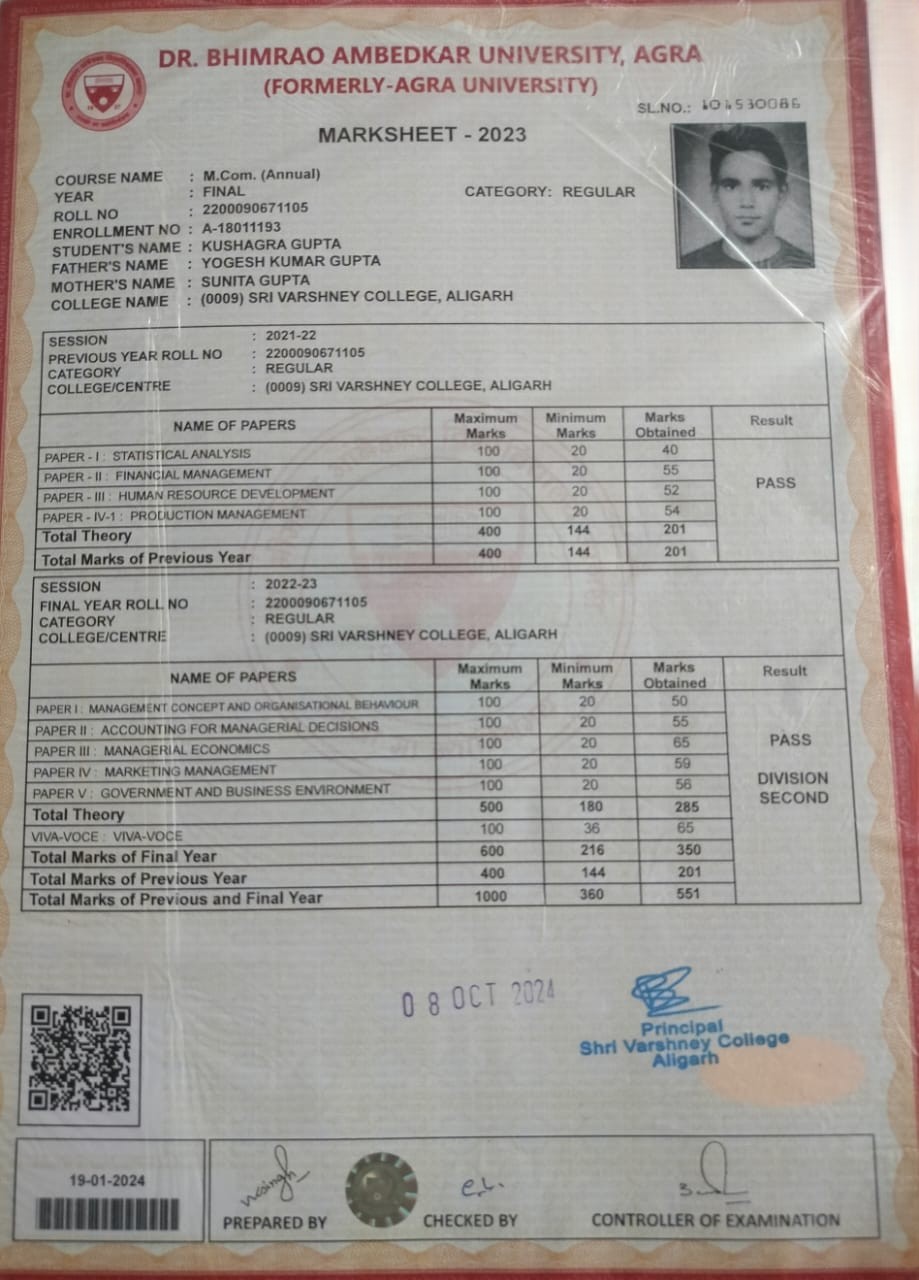 DR. BHIMRAO AMBEDKAR UNIVERSITY, AGRA
(FORMERLY-AGRA UNIVERSITY)
SL.NO.:
MARKSHEET - 2023
COURSE NAME : M.Com. (Annual)
YEAR : FINAL CATEGORY: REGULAR
ROLL NO : 2200090671105
ENROLLMENT NO : A-18011193
STUDENT'S NAME : KUSHAGRA GUPTA
FATHER'S NAME : YOGESH KUMAR GUPTA
MOTHER'S NAME : SUNITA GUPTA
COLLEGE NAME : (0009) SRI VARSHNEY COLLEGE, ALIGARH
SESSION : 2021-22
PREVIOUS YEAR ROLL NO : 2200090671105
CATEGORY : REGULAR
COLLEGE/CENTRE : (0009) SRI VARSHNEY COLLEGE, ALIGARH
NAME OF PAPERS Maximum Marks Minimum Marks Marks Obtained Result
PAPER - I : STATISTICAL ANALYSIS 100 20 40
PAPER - II : FINANCIAL MANAGEMENT 100 20 55
PAPER - III : HUMAN RESOURCE DEVELOPMENT 100 20 52
PAPER - IV-1 : PRODUCTION MANAGEMENT 100 20 54
PASS
Total Theory 400 144 201
Total Marks of Previous Year 400 144 201
SESSION : 2022-23
FINAL YEAR ROLL NO : 2200090671105
CATEGORY : REGULAR
COLLEGE/CENTRE : (0009) SRI VARSHNEY COLLEGE, ALIGARH
NAME OF PAPERS Maximum Marks Minimum Marks Marks Obtained Result
PAPER I : MANAGEMENT CONCEPT AND ORGANISATIONAL BEHAVIOUR 100 20 50
PAPER II : ACCOUNTING FOR MANAGERIAL DECISIONS 100 20 55
PAPER III : MANAGERIAL ECONOMICS 100 20 65
PAPER IV : MARKETING MANAGEMENT 100 20 59
PAPER V : GOVERNMENT AND BUSINESS ENVIRONMENT 100 20 56
PASS
DIVISION
SECOND
Total Theory 500 180 285
VIVA-VOCE : VIVA-VOCE 100 36 65
Total Marks of Final Year 600 216 350
Total Marks of Previous Year 400 144 201
Total Marks of Previous and Final Year 1000 360 551
08 OCT 2024
Principal
Shri Varshney College
Aligarh
19-01-2024
PREPARED BY
CHECKED BY
CONTROLLER OF EXAMINATION